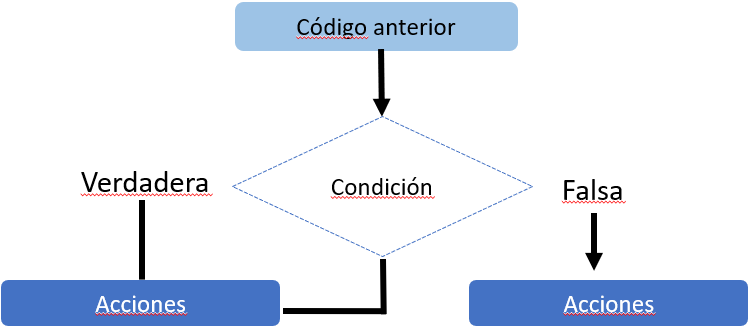 Código anterior
Verdadera
Condición
Falsa
Acciones
Acciones